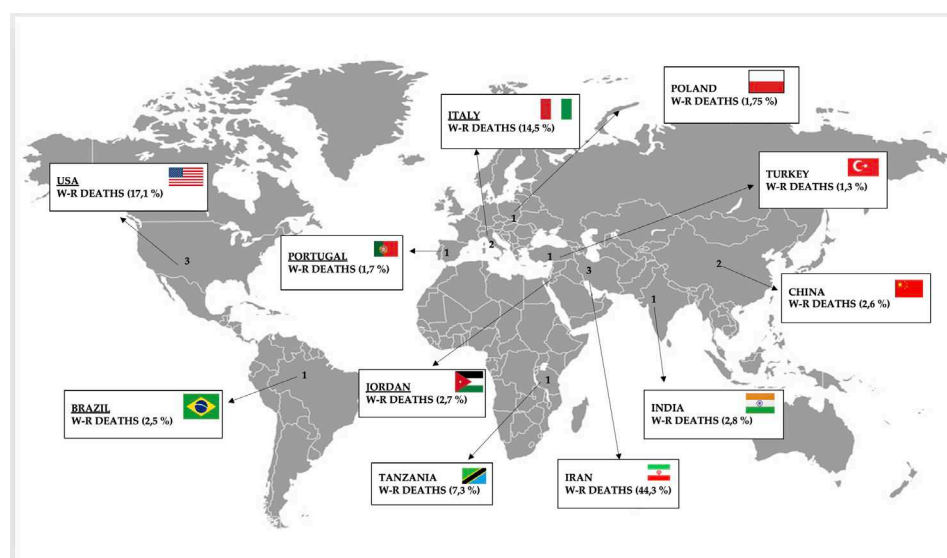 POLAND
W-R DEATHS (1,75 %)
ITALY
W-R DEATHS (14,5 %)
USA
W-R DEATHS (17,1 %)
TURKEY
W-R DEATHS (1,3 %)
1
PORTUGAL
W-R DEATHS (1,7 %)
1
2
1
3
3
2
1
CHINA
W-R DEATHS (2,6 %)
JORDAN
W-R DEATHS (2,7 %)
1
1
BRAZIL
W-R DEATHS (2,5 %)
INDIA
W-R DEATHS (2,8 %)
TANZANIA
W-R DEATHS (7,3 %)
IRAN
W-R DEATHS (44,3 %)